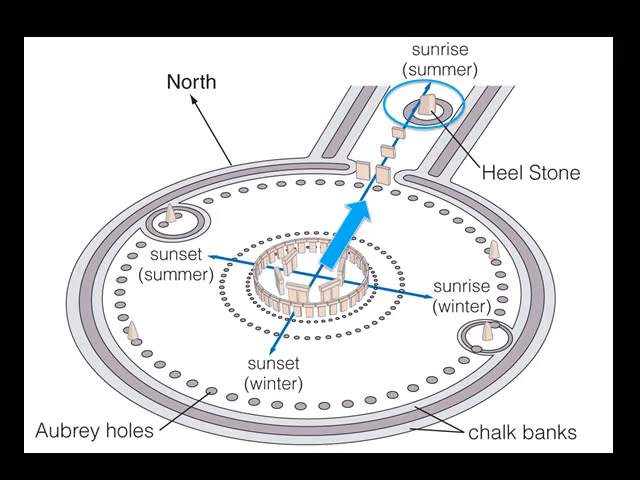 sunrise
(summer)
North
Heel Stone
sunset
(summer)
sunrise
(winter)
sunset
(winter)
Aubrey holes
chalk banks